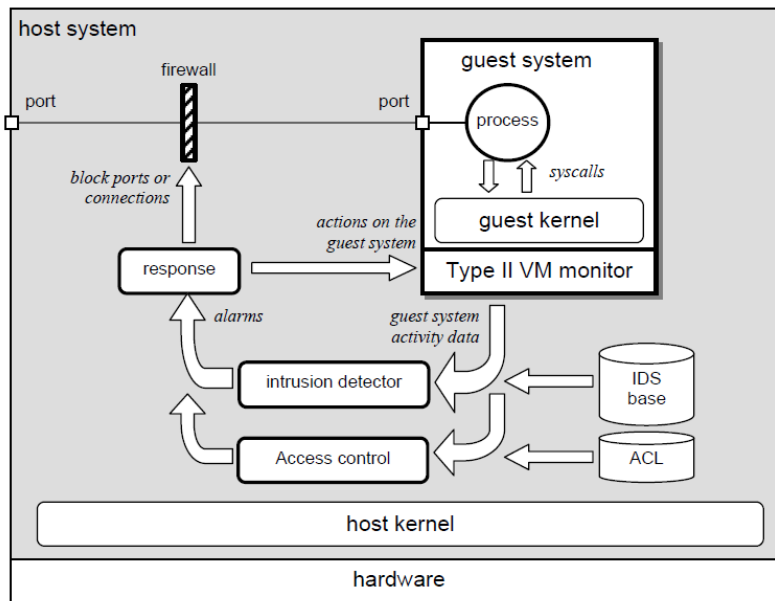 host system
firewall
guest system
port
port
process
block ports or
connections
syscalls
actions on the
guest system
guest kernel
response
Type II VM monitor
alarms
guest system
activity data
intrusion detector
IDS
base
Access control
ACL
host kernel
hardware